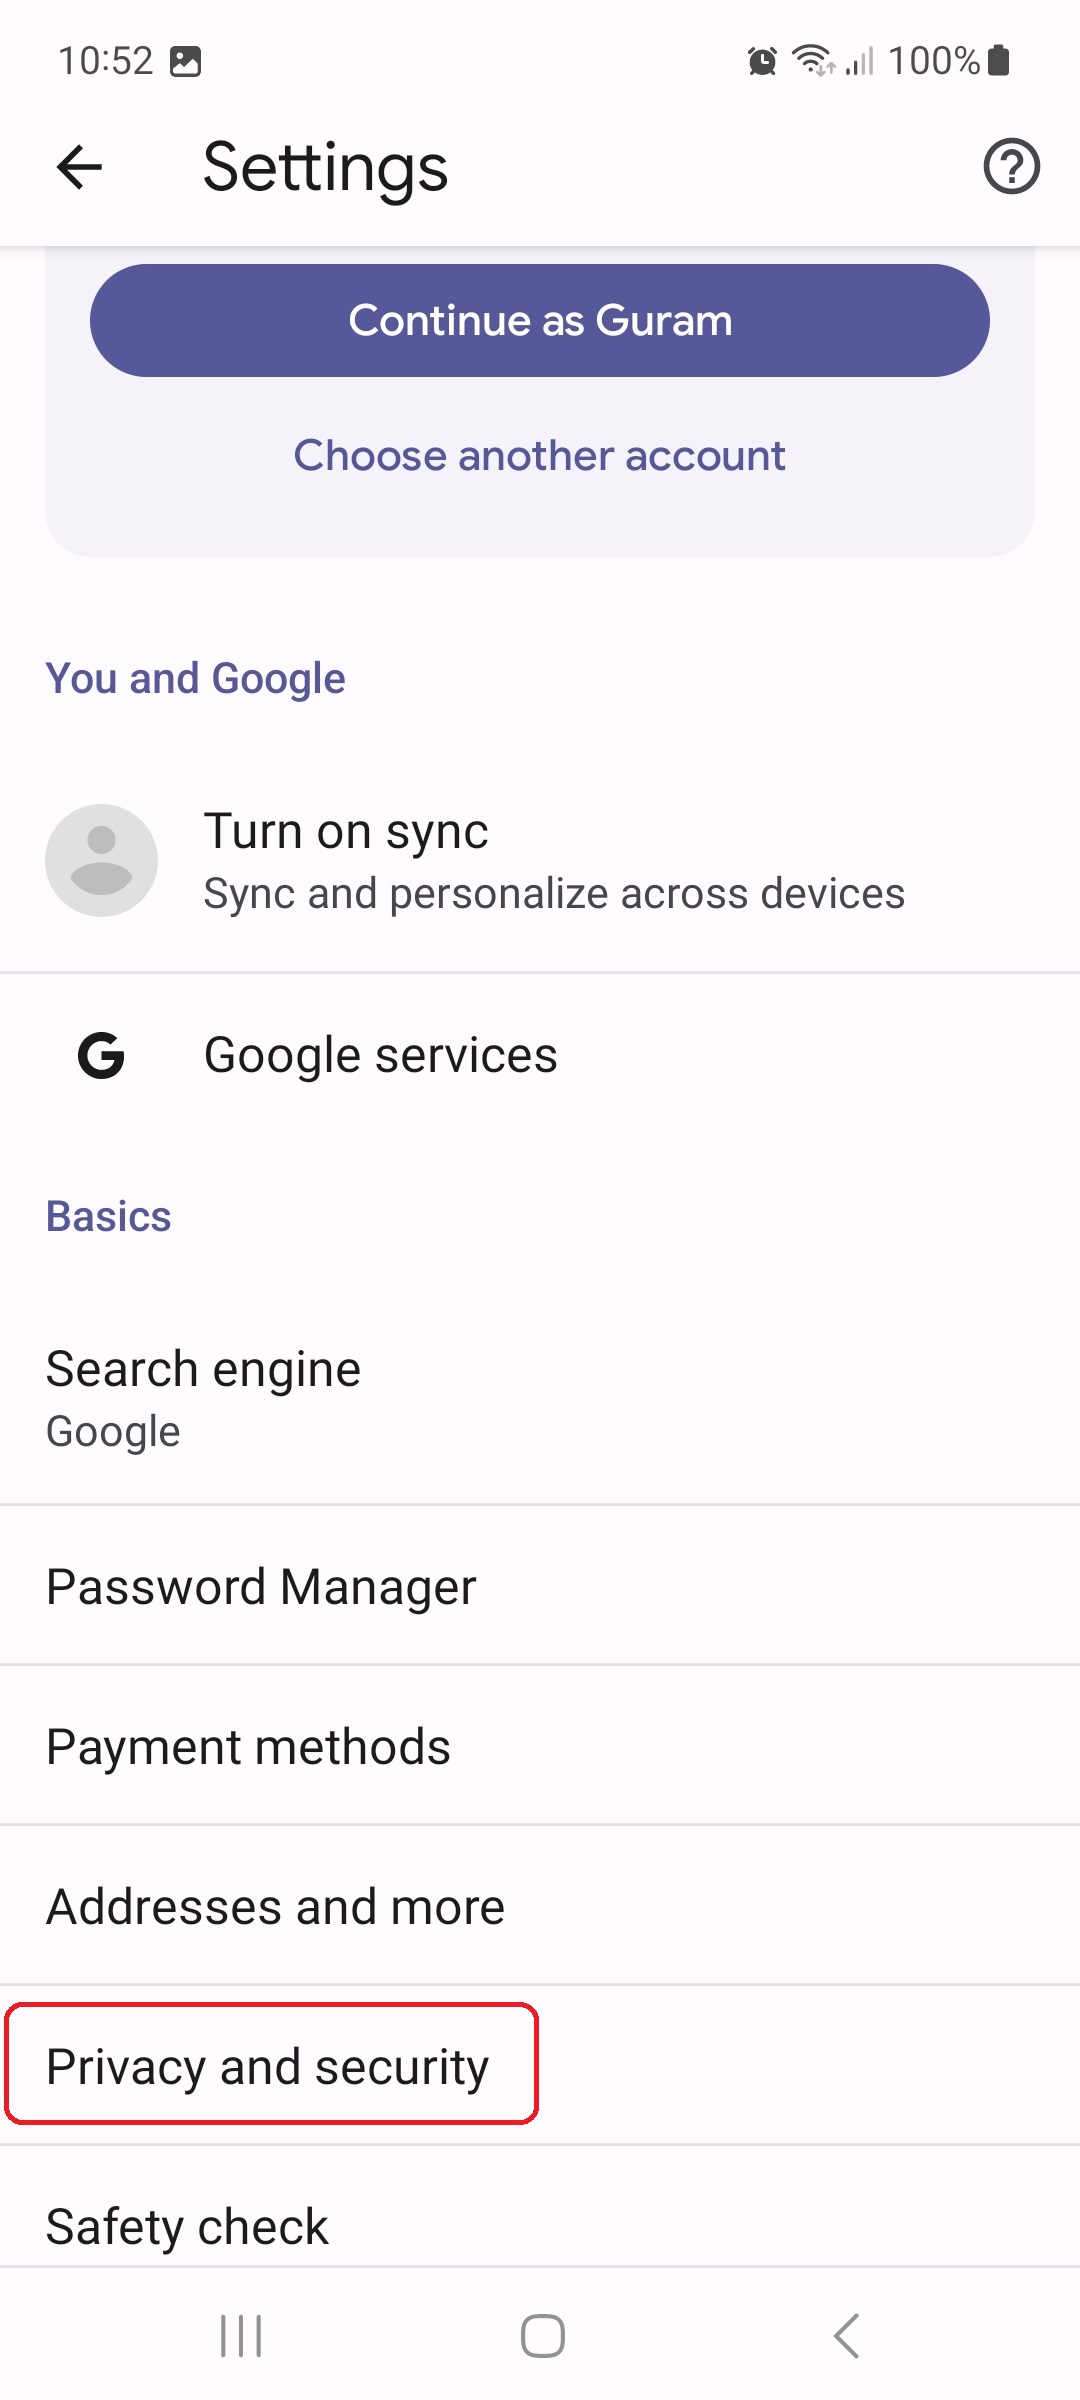 10:52 100%
Settings
Continue as Guram
Choose another account
You and Google
Turn on sync
Sync and personalize across devices
Google services
Basics
Search engine
Google
Password Manager
Payment methods
Addresses and more
Privacy and security
Safety check